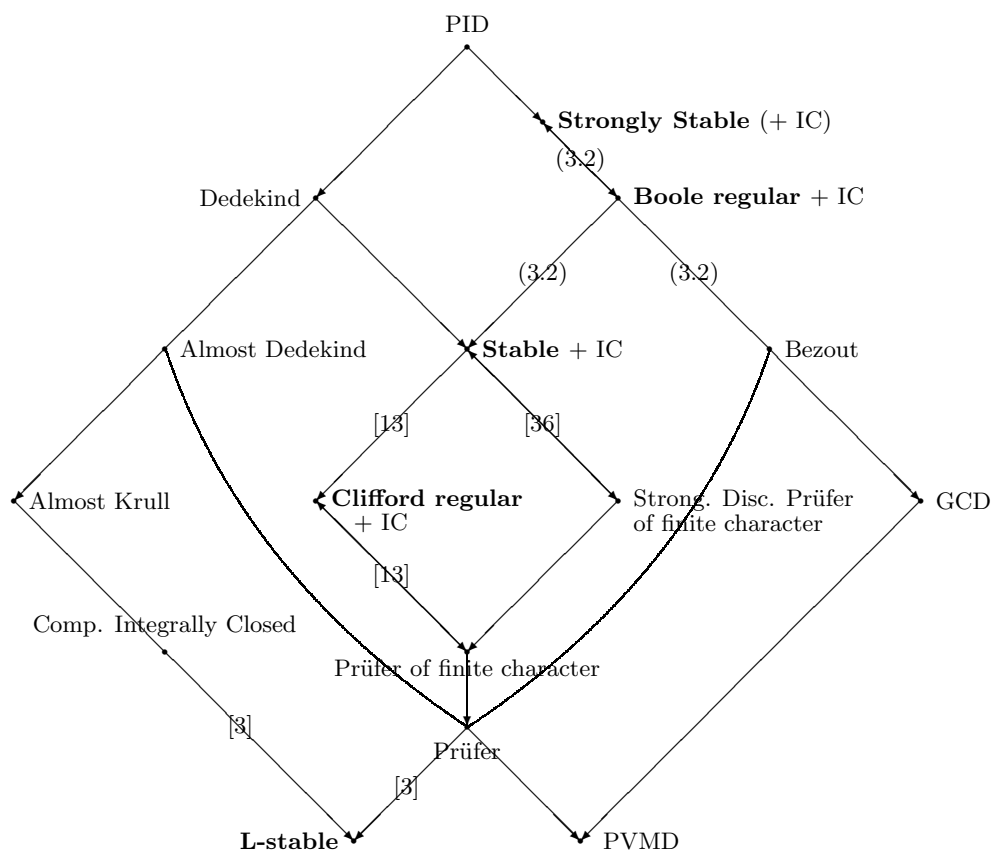 PID
Strongly Stable (+ IC)
(3.2)
Dedekind
Boole regular + IC
(3.2)
(3.2)
Almost Dedekind
Stable + IC
Bezout
[13]
[36]
Almost Krull
Clifford regular
+ IC
Strong. Disc. Prüfer
of finite character
GCD
[13]
Comp. Integrally Closed
Prüfer of finite character
[3]
Prüfer
[3]
L-stable
PVMD